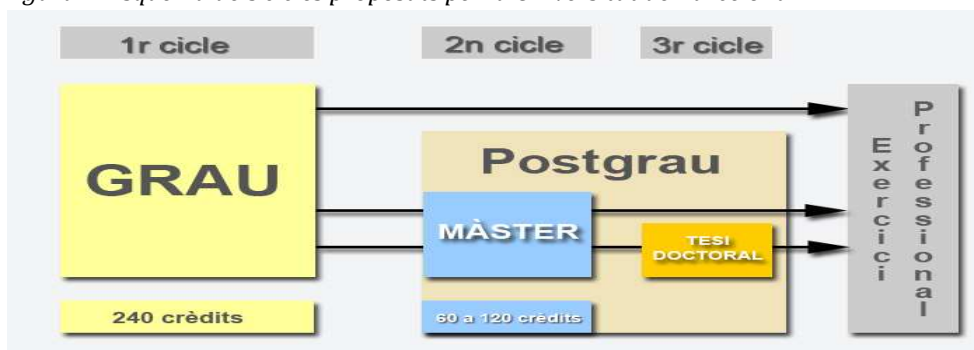 1r cicle
2n cicle
3r cicle
GRAU
Postgrau
MÀSTER
TESI
DOCTORAL
Exercici
Professional
240 crèdits
60 a 120 crèdits